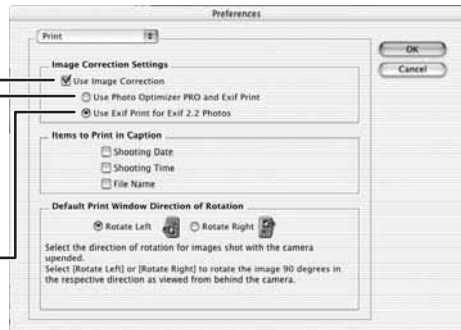 Preferences
Print
OK
Cancel
Image Correction Settings
Use Image Correction
Use Photo Optimizer PRO and Exif Print
Use Exif Print for Exif 2.2 Photos
Items to Print in Caption
Shooting Date
Shooting Time
File Name
Default Print Window Direction of Rotation
Rotate Left Rotate Right
Select the direction of rotation for images shot with the camera
upended.
Select [Rotate Left] or [Rotate Right] to rotate the image 90 degrees in
the respective direction as viewed from behind the camera.